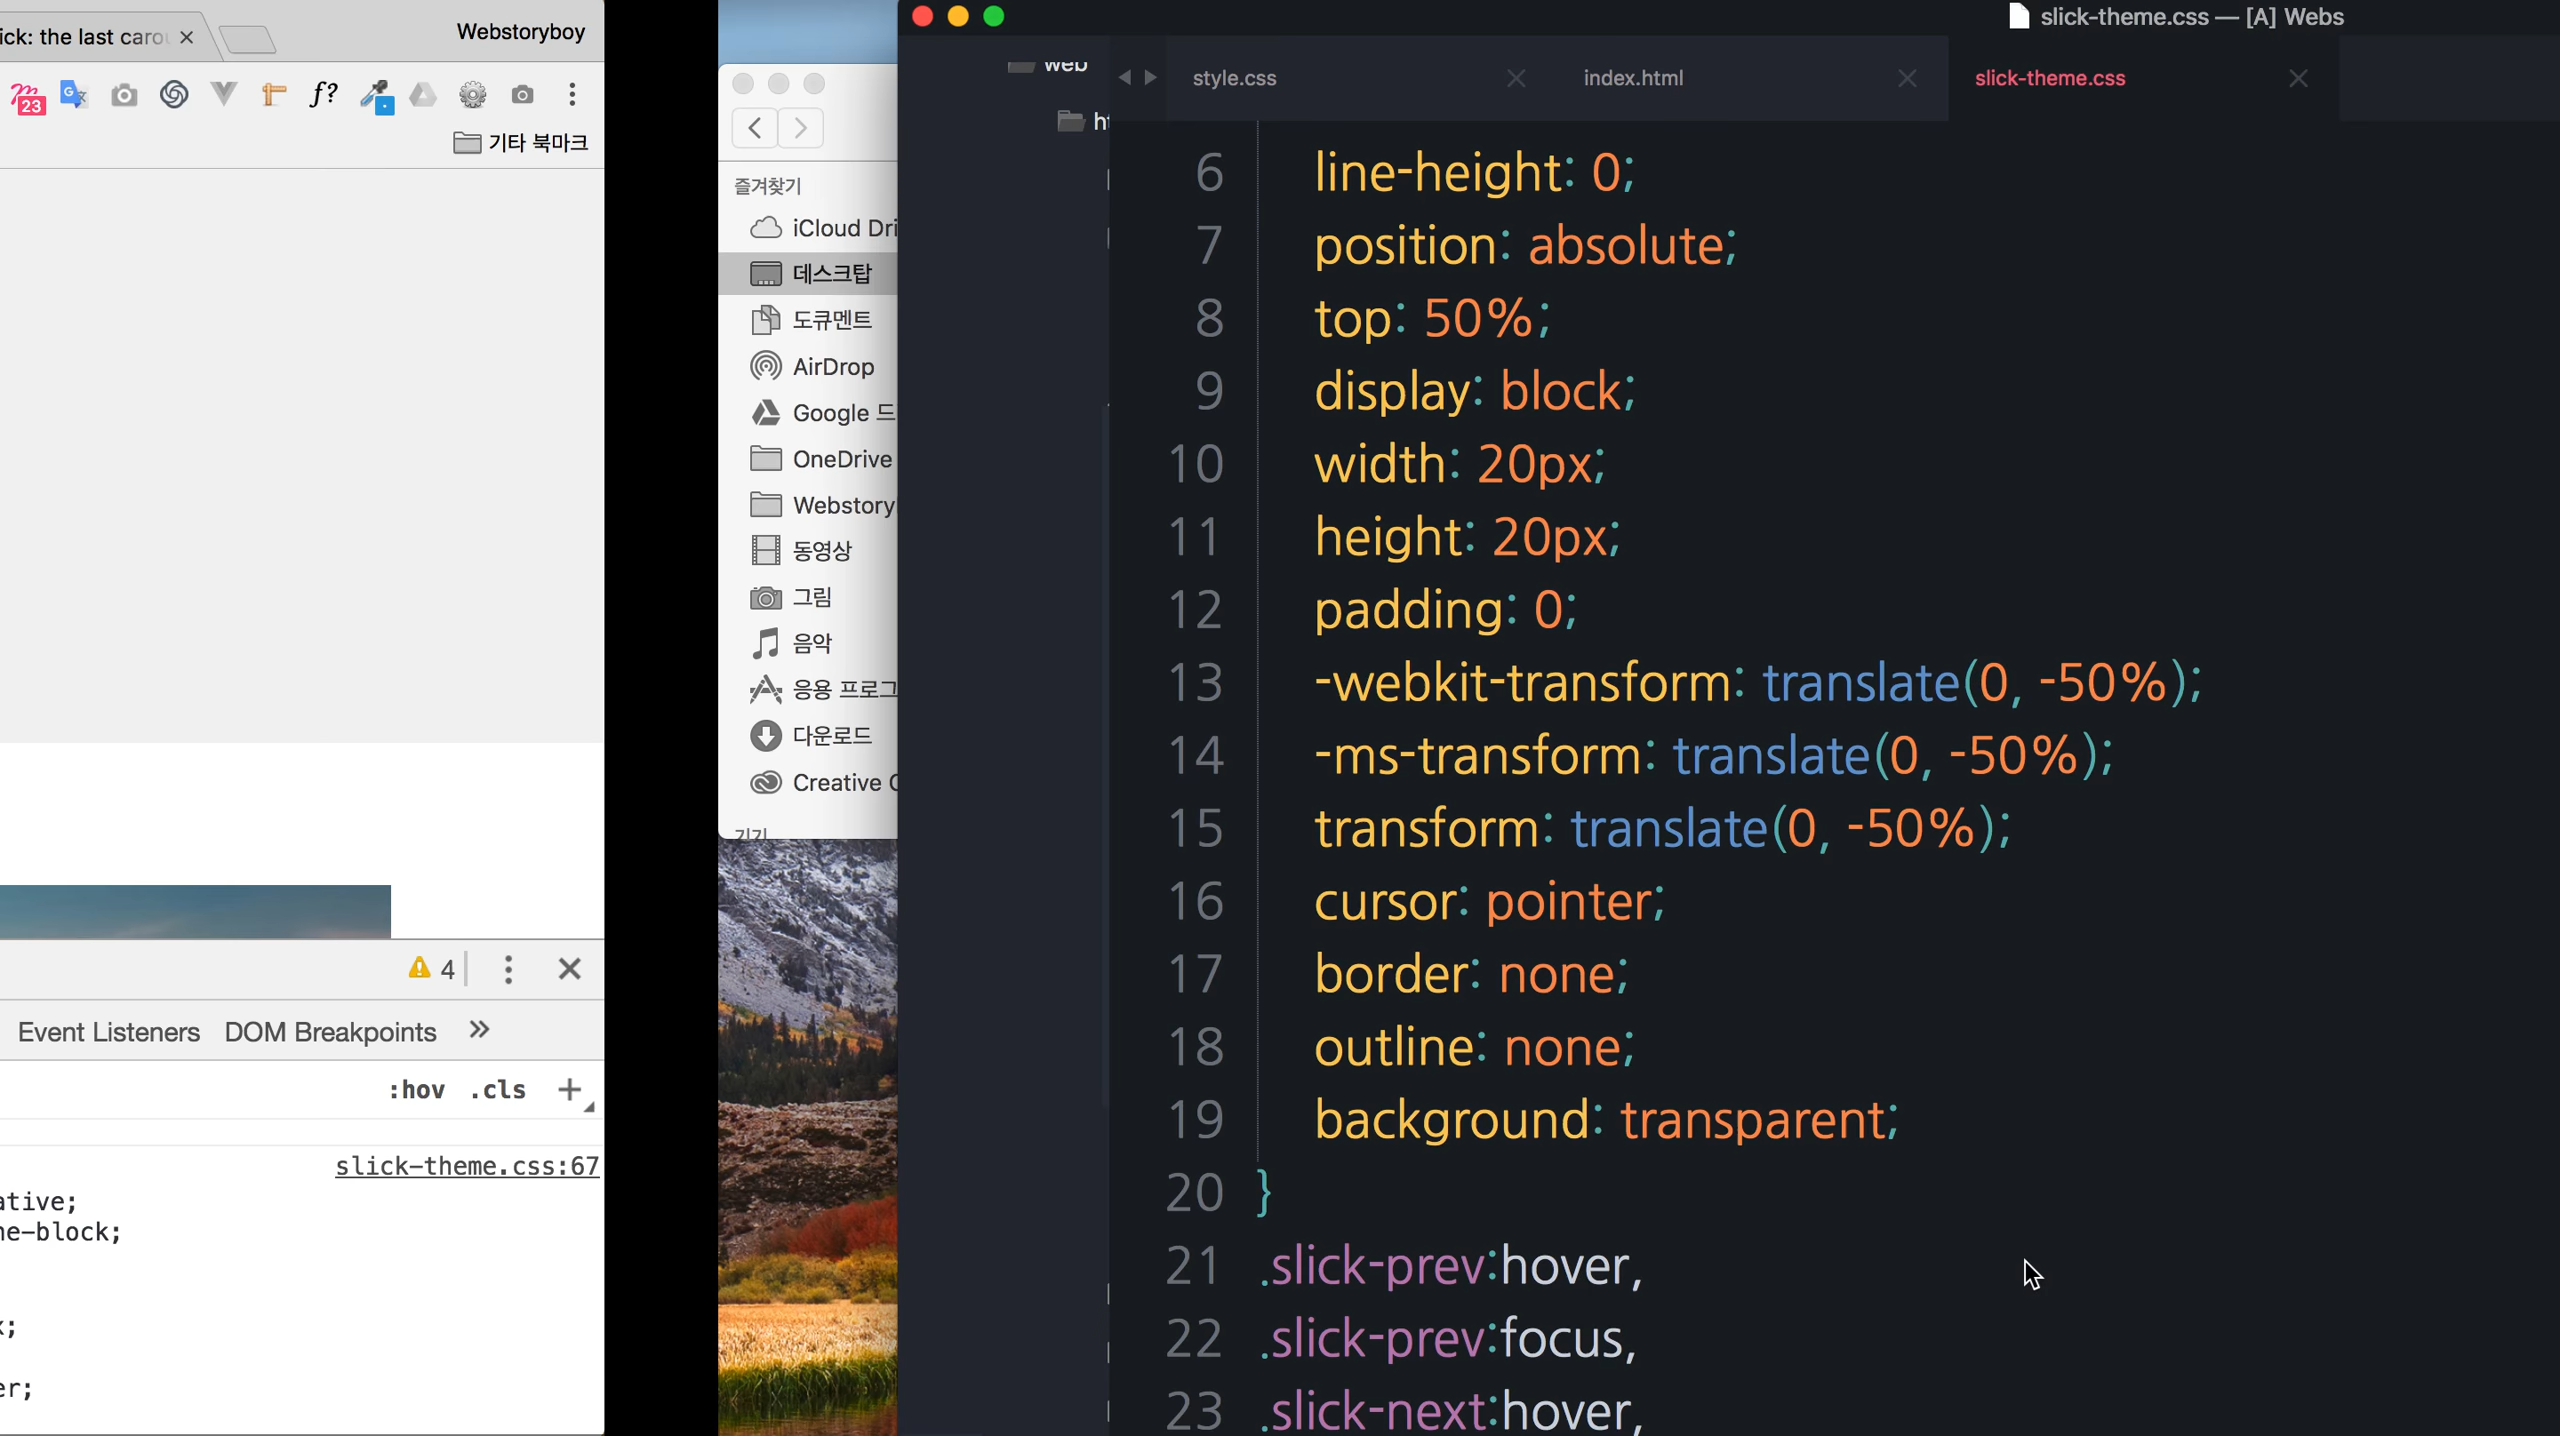 ick: the last caro
Webstoryboy
23
f?
기타 북마크
4
Event Listeners DOM Breakpoints »
:hov .cls +
slick-theme.css:67
ative;
ne-block;
er;
즐겨찾기
iCloud Dri
데스크탑
도큐멘트
AirDrop
Google 드
OneDrive
Webstory
동영상
그림
음악
응용 프로그
다운로드
Creative C
slick-theme.css — [A] Webs
web
style.css
index.html
slick-theme.css
6 line-height: 0;
7 position: absolute;
8 top: 50%;
9 display: block;
10 width: 20px;
11 height: 20px;
12 padding: 0;
13 -webkit-transform: translate(0, -50%);
14 -ms-transform: translate(0, -50%);
15 transform: translate(0, -50%);
16 cursor: pointer;
17 border: none;
18 outline: none;
19 background: transparent;
20 }
21 .slick-prev:hover,
22 .slick-prev:focus,
23 .slick-next:hover,